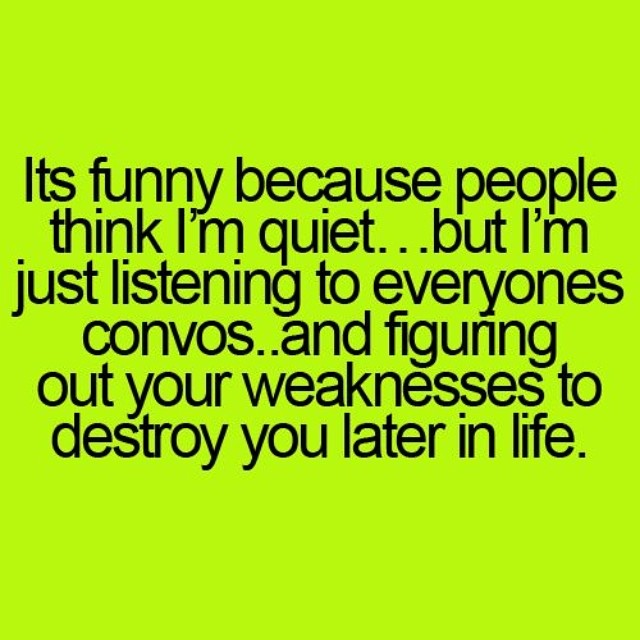 Its funny because people
think I'm quiet...but I'm
just listening to everyones
convos..and figuring
out your weaknesses to
destroy you later in life.